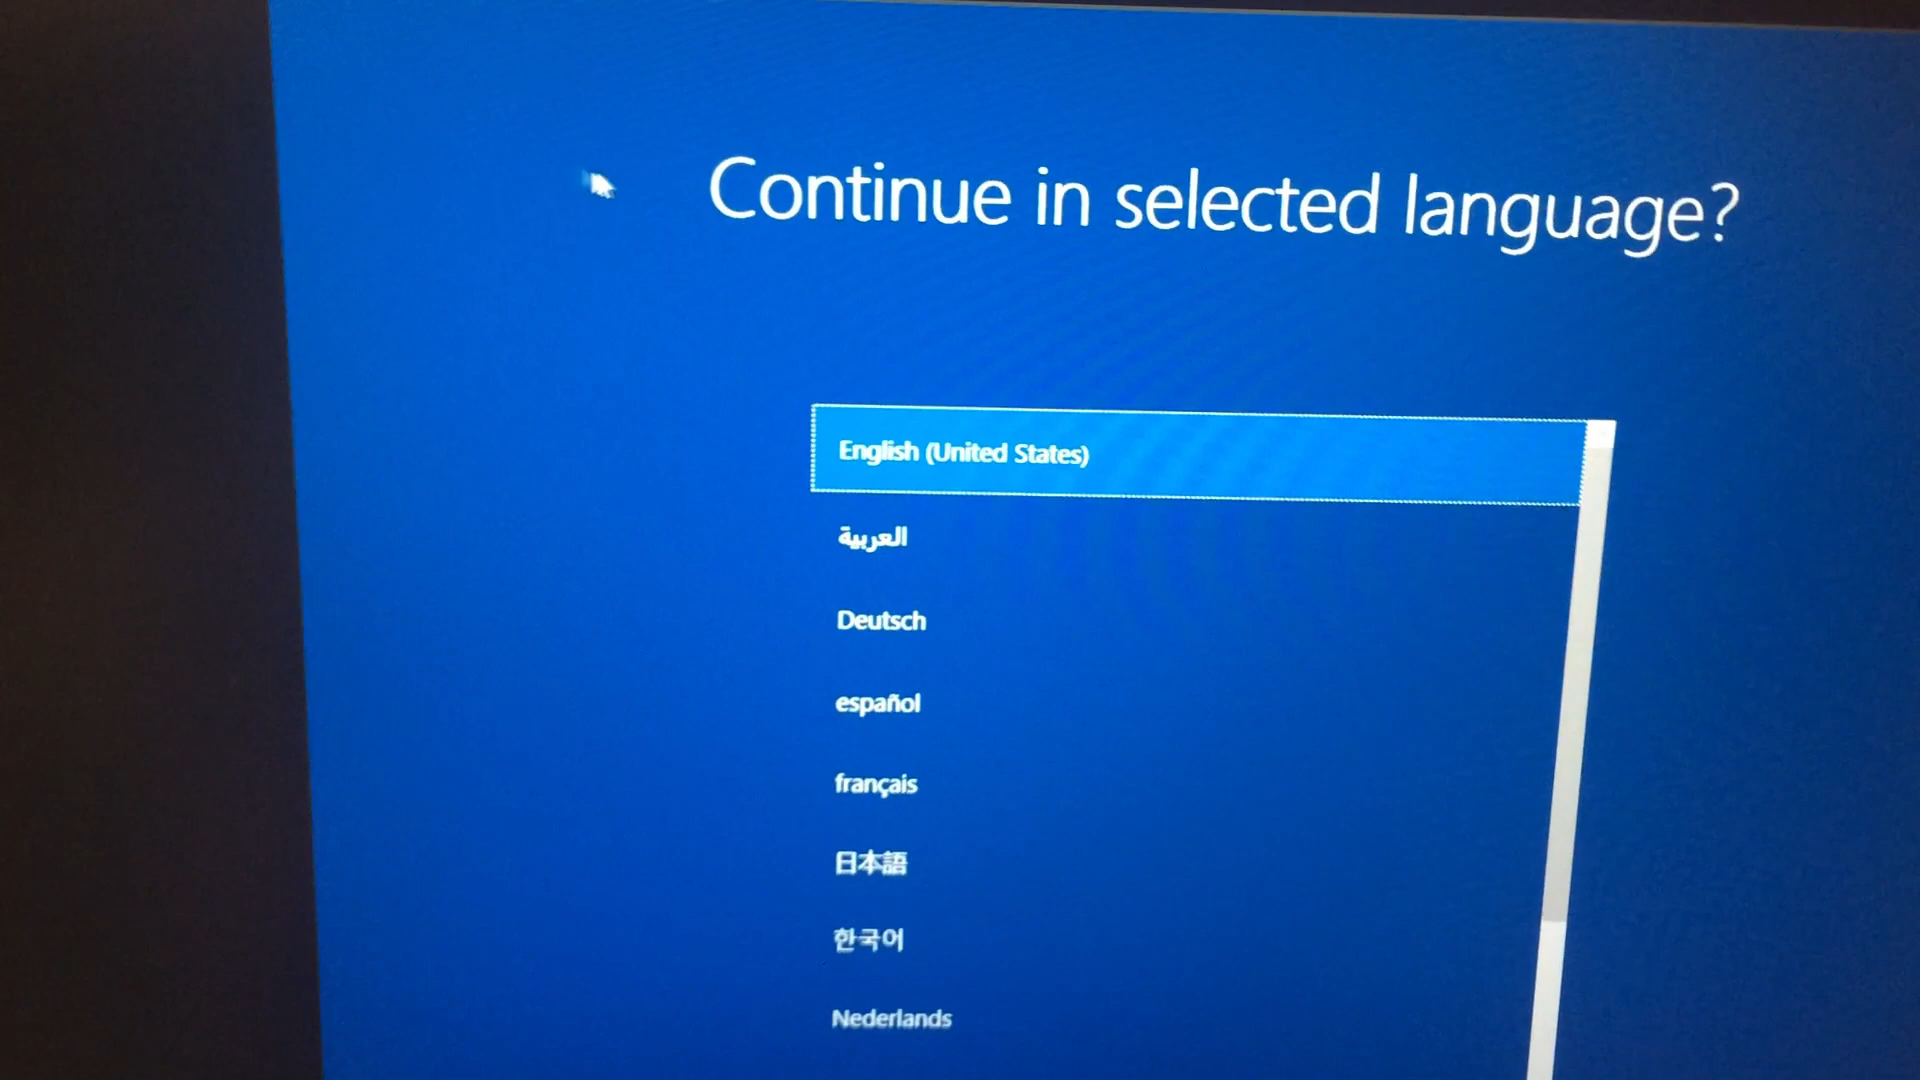 Continue in selected language?
English (United States)
العربية
Deutsch
español
français
日本語
한국어
Nederlands